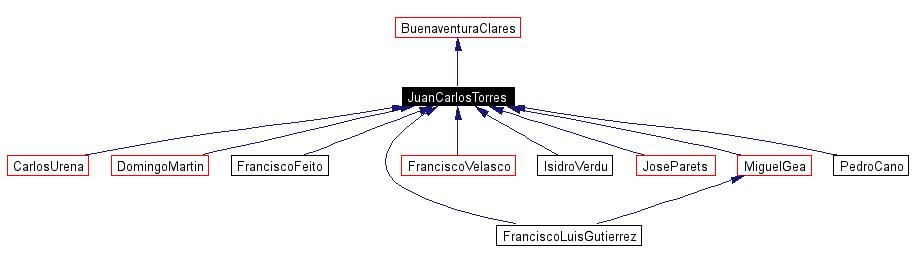 BuenaventuraClares
JuanCarlosTorres
CarlosUrena
DomingoMartin
FranciscoFeito
FranciscoVelasco
IsidroVerdu
JoseParets
MiguelGea
PedroCano
FranciscoLuisGutierrez